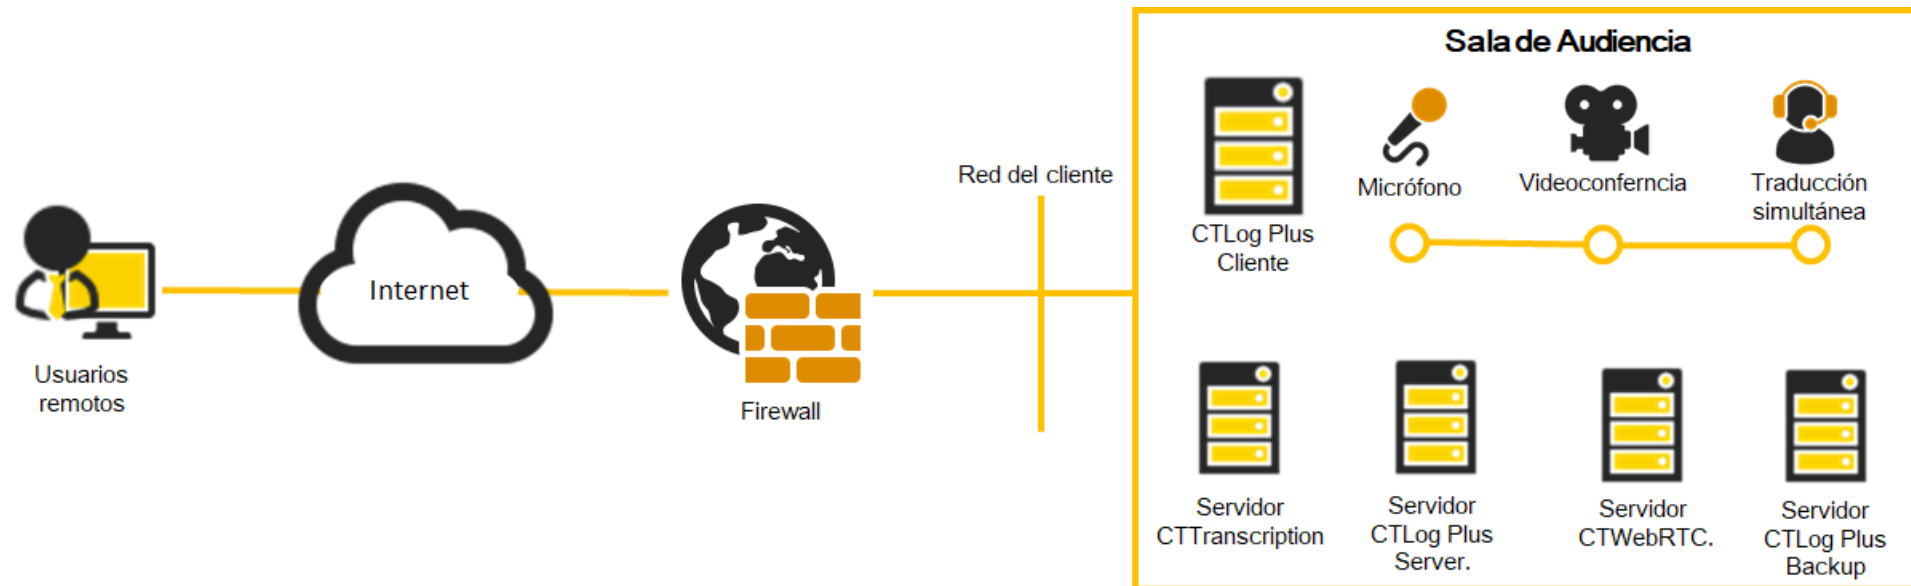 Sala de Audiencia
Red del cliente
Micrófono
Videoconferncia
Traducción
simultánea
CTLog Plus
Cliente
Internet
Usuarios
remotos
Firewall
Servidor
CTTranscription
Servidor
CTLog Plus
Server.
Servidor
CTWebRTC.
Servidor
CTLog Plus
Backup